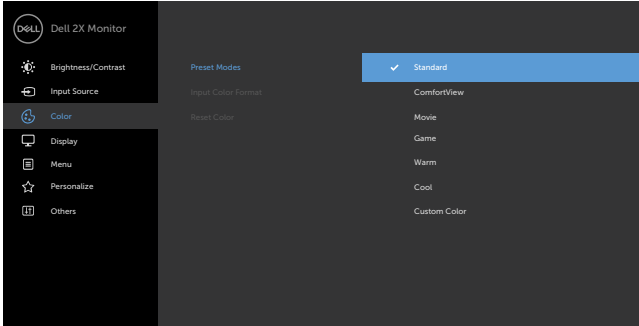 DELL Dell 2X Monitor
Brightness/Contrast
Input Source
Color
Display
Menu
Personalize
Others
Preset Modes
Input Color Format
Reset Color
Standard
ComfortView
Movie
Game
Warm
Cool
Custom Color